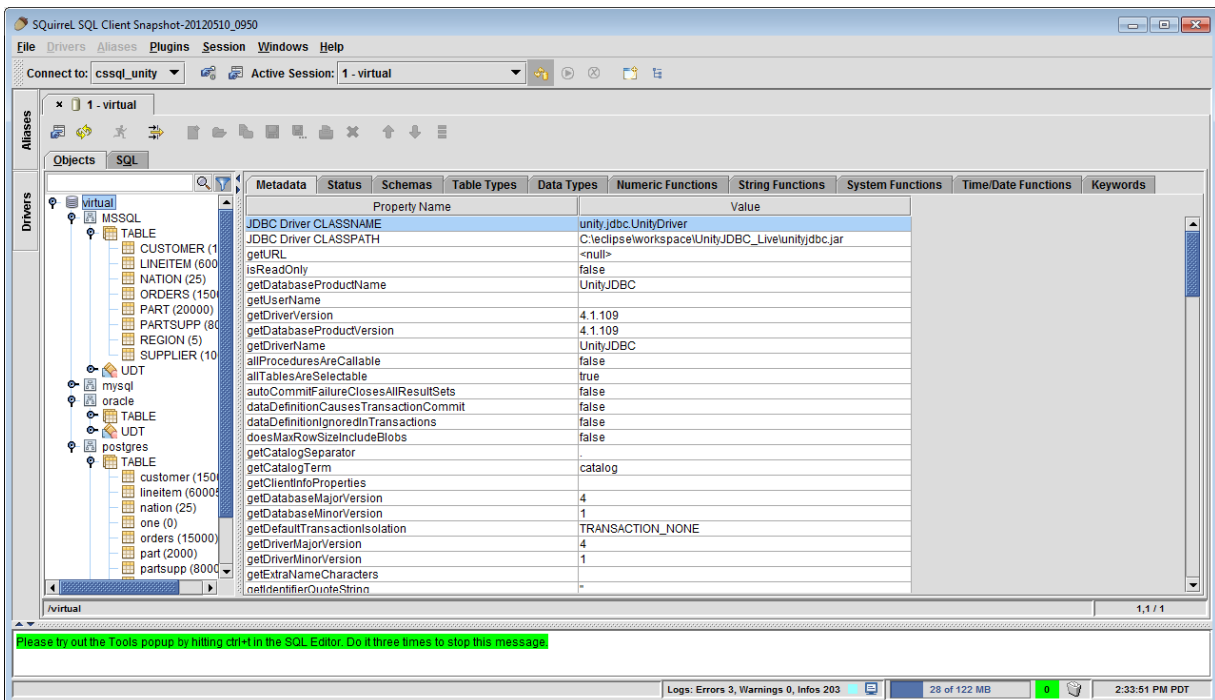 SQuirreL SQL Client Snapshot-20120510_0950
File Drivers Aliases Plugins Session Windows Help
Connect to: cssql_unity Active Session: 1 - virtual
1 - virtual
Aliases
Drivers
Objects SQL
virtual
MSSQL
TABLE
CUSTOMER (1
LINEITEM (600
NATION (25)
ORDERS (150
PART (20000)
PARTSUPP (80
REGION (5)
SUPPLIER (10
UDT
mysql
oracle
TABLE
UDT
postgres
TABLE
customer (150
lineitem (6000
nation (25)
one (0)
orders (15000)
part (2000)
partsupp (8000
Metadata Status Schemas Table Types Data Types Numeric Functions String Functions System Functions Time/Date Functions Keywords
Property Name Value
JDBC Driver CLASSNAME unity.jdbc.UnityDriver
JDBC Driver CLASSPATH C:\eclipse\workspace\UnityJDBC_Live\unityjdbc.jar
getURL <null>
isReadOnly false
getDatabaseProductName UnityJDBC
getUserName
getDriverVersion 4.1.109
getDatabaseProductVersion 4.1.109
getDriverName UnityJDBC
allProceduresAreCallable false
allTablesAreSelectable true
autoCommitFailureClosesAllResultSets false
dataDefinitionCausesTransactionCommit false
dataDefinitionIgnoredInTransactions false
doesMaxRowSizeIncludeBlobs false
getCatalogSeparator .
getCatalogTerm catalog
getClientInfoProperties
getDatabaseMajorVersion 4
getDatabaseMinorVersion 1
getDefaultTransactionIsolation TRANSACTION_NONE
getDriverMajorVersion 4
getDriverMinorVersion 1
getExtraNameCharacters
getIdentifierQuoteString "
/virtual 1,1 / 1
Please try out the Tools popup by hitting ctrl+t in the SQL Editor. Do it three times to stop this message.
Logs: Errors 3, Warnings 0, Infos 203 28 of 122 MB 0 2:33:51 PM PDT